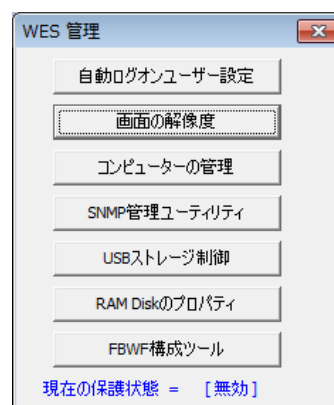 WES 管理
自動ログオンユーザー設定
画面の解像度
コンピューターの管理
SNMP管理ユーティリティ
USBストレージ制御
RAM Diskのプロパティ
FBWF構成ツール
現在の保護状態 = [無効]